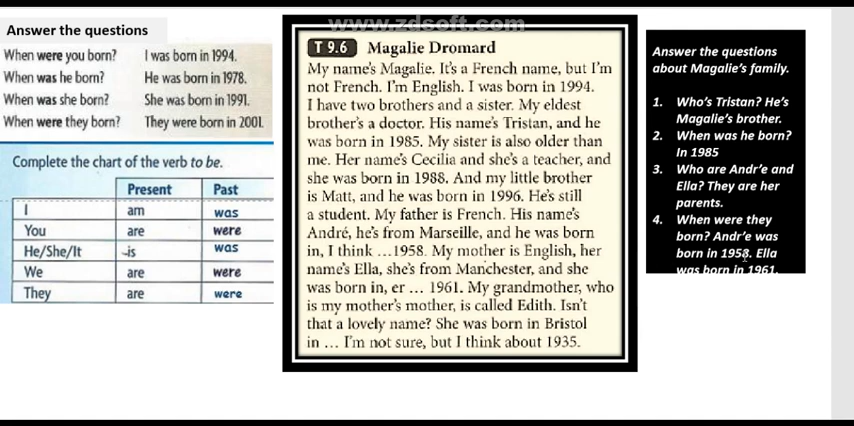 www.zdsoft.com
Answer the questions
When were you born? I was born in 1994.
When was he born? He was born in 1978.
When was she born? She was born in 1991.
When were they born? They were born in 2001.
Complete the chart of the verb to be.
Present Past
I am was
You are were
He/She/It is was
We are were
They are were
T 9.6 Magalie Dromard
My name's Magalie. It's a French name, but I'm
not French. I'm English. I was born in 1994.
I have two brothers and a sister. My eldest
brother's a doctor. His name's Tristan, and he
was born in 1985. My sister is also older than
me. Her name's Cecilia and she's a teacher, and
she was born in 1988. And my little brother
is Matt, and he was born in 1996. He's still
a student. My father is French. His name's
André, he's from Marseille, and he was born
in, I think …1958. My mother is English, her
name's Ella, she's from Manchester, and she
was born in, er … 1961. My grandmother, who
is my mother's mother, is called Edith. Isn't
that a lovely name? She was born in Bristol
in … I'm not sure, but I think about 1935.
Answer the questions
about Magalie's family.
1. Who's Tristan? He's
Magalie's brother.
2. When was he born?
In 1985
3. Who are Andr'e and
Ella? They are her
parents.
4. When were they
born? Andr'e was
born in 1958. Ella
was born in 1961.